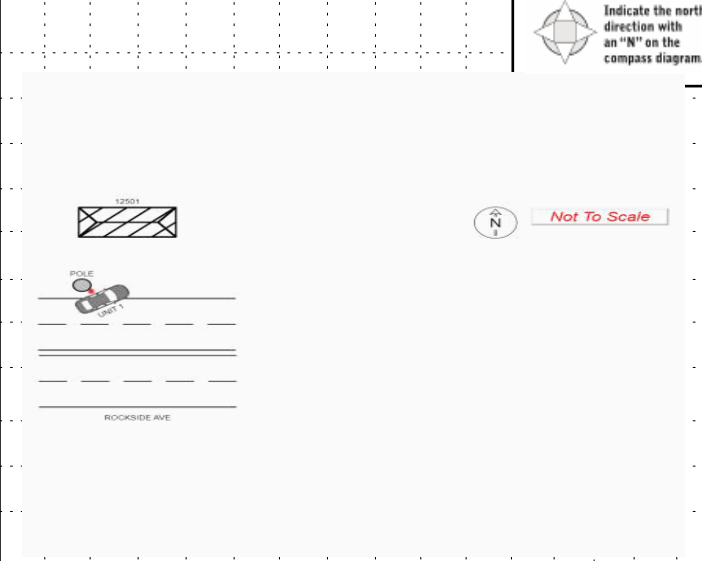 Indicate the north
direction with
an “N” on the
compass diagram.
12501
N
Not To Scale
POLE
UNIT 1
ROCKSIDE AVE